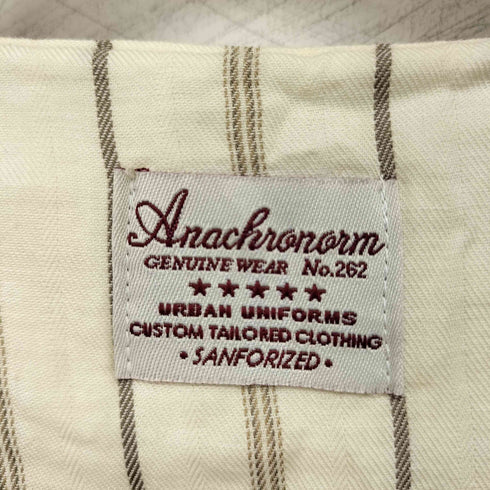 Anachronorm
GENUINE WEAR No.262
★★★★★
URBAN UNIFORMS
CUSTOM TAILORED CLOTHING
• SANFORIZED •